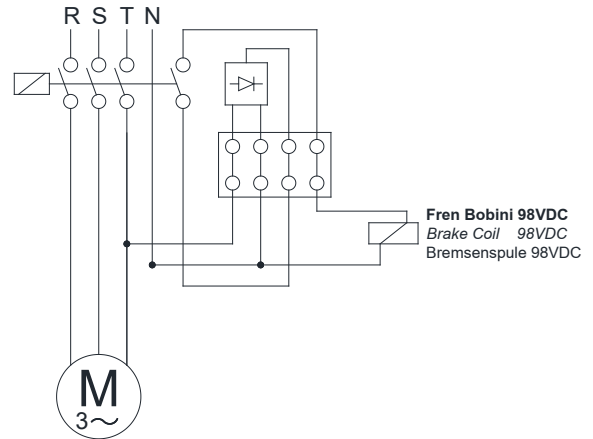 R S T N
Fren Bobini 98VDC
Brake Coil 98VDC
Bremsenspule 98VDC
M
3~